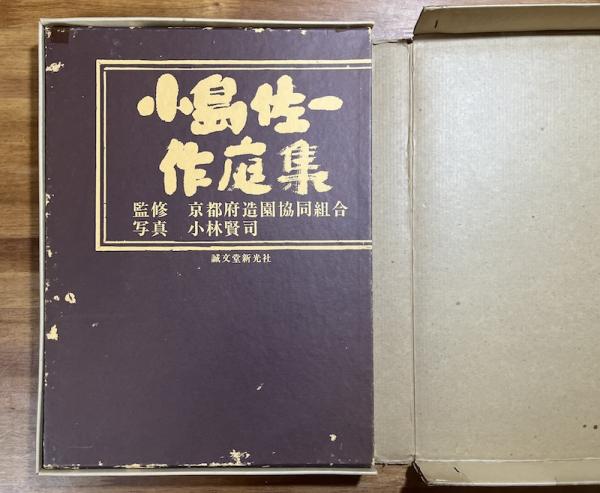 小島佐一
作庭集
監修 京都府造園協同組合
写真 小林賢司
誠文堂新光社